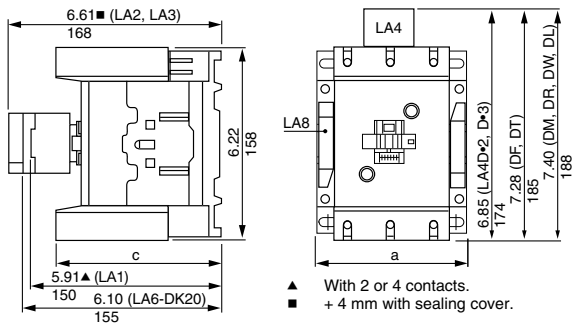 6.61■ (LA2, LA3)
168
6.22
158
c
5.91▲ (LA1)
150
6.10 (LA6-DK20)
155
LA4
LA8
a
6.85 (LA4D•2, D•3)
174
7.28 (DF, DT)
185
7.40 (DM, DR, DW, DL)
188
▲ With 2 or 4 contacts.
■ + 4 mm with sealing cover.